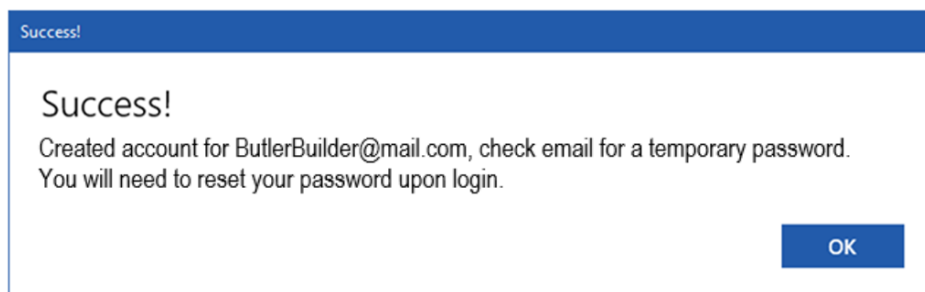 Success!
Success!
Created account for ButlerBuilder@mail.com, check email for a temporary password.
You will need to reset your password upon login.
OK